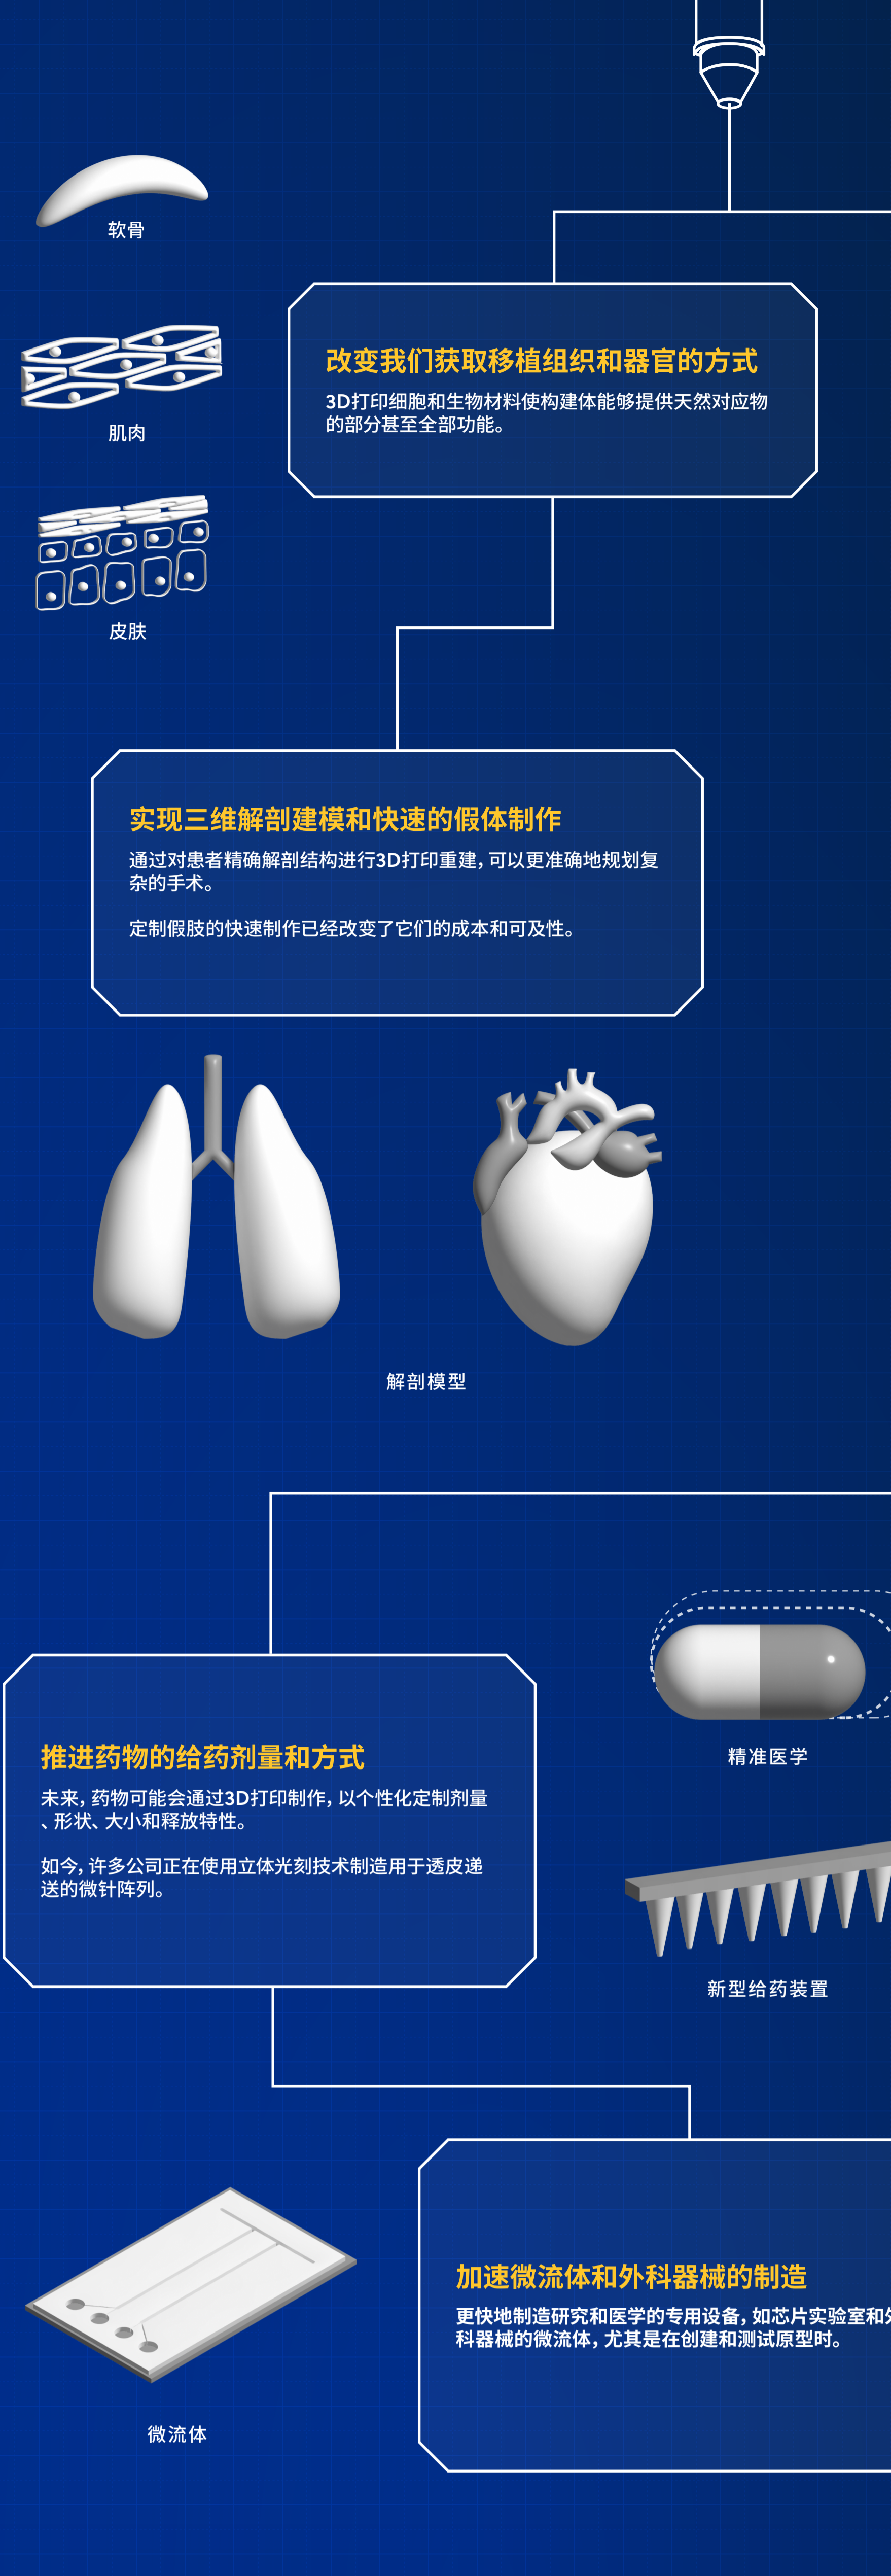 软骨
改变我们获取移植组织和器官的方式
3D打印细胞和生物材料使构建体能够提供天然对应物
的部分甚至全部功能。
肌肉
皮肤
实现三维解剖建模和快速的假体制作
通过对患者精确解剖结构进行3D打印重建，可以更准确地规划复
杂的手术。
定制假肢的快速制作已经改变了它们的成本和可及性。
解剖模型
推进药物的给药剂量和方式
未来，药物可能会通过3D打印制作，以个性化定制剂量
、形状、大小和释放特性。
如今，许多公司正在使用立体光刻技术制造用于透皮递
送的微针阵列。
精准医学
新型给药装置
加速微流体和外科器械的制造
更快地制造研究和医学的专用设备，如芯片实验室和
科器械的微流体，尤其是在创建和测试原型时。
微流体